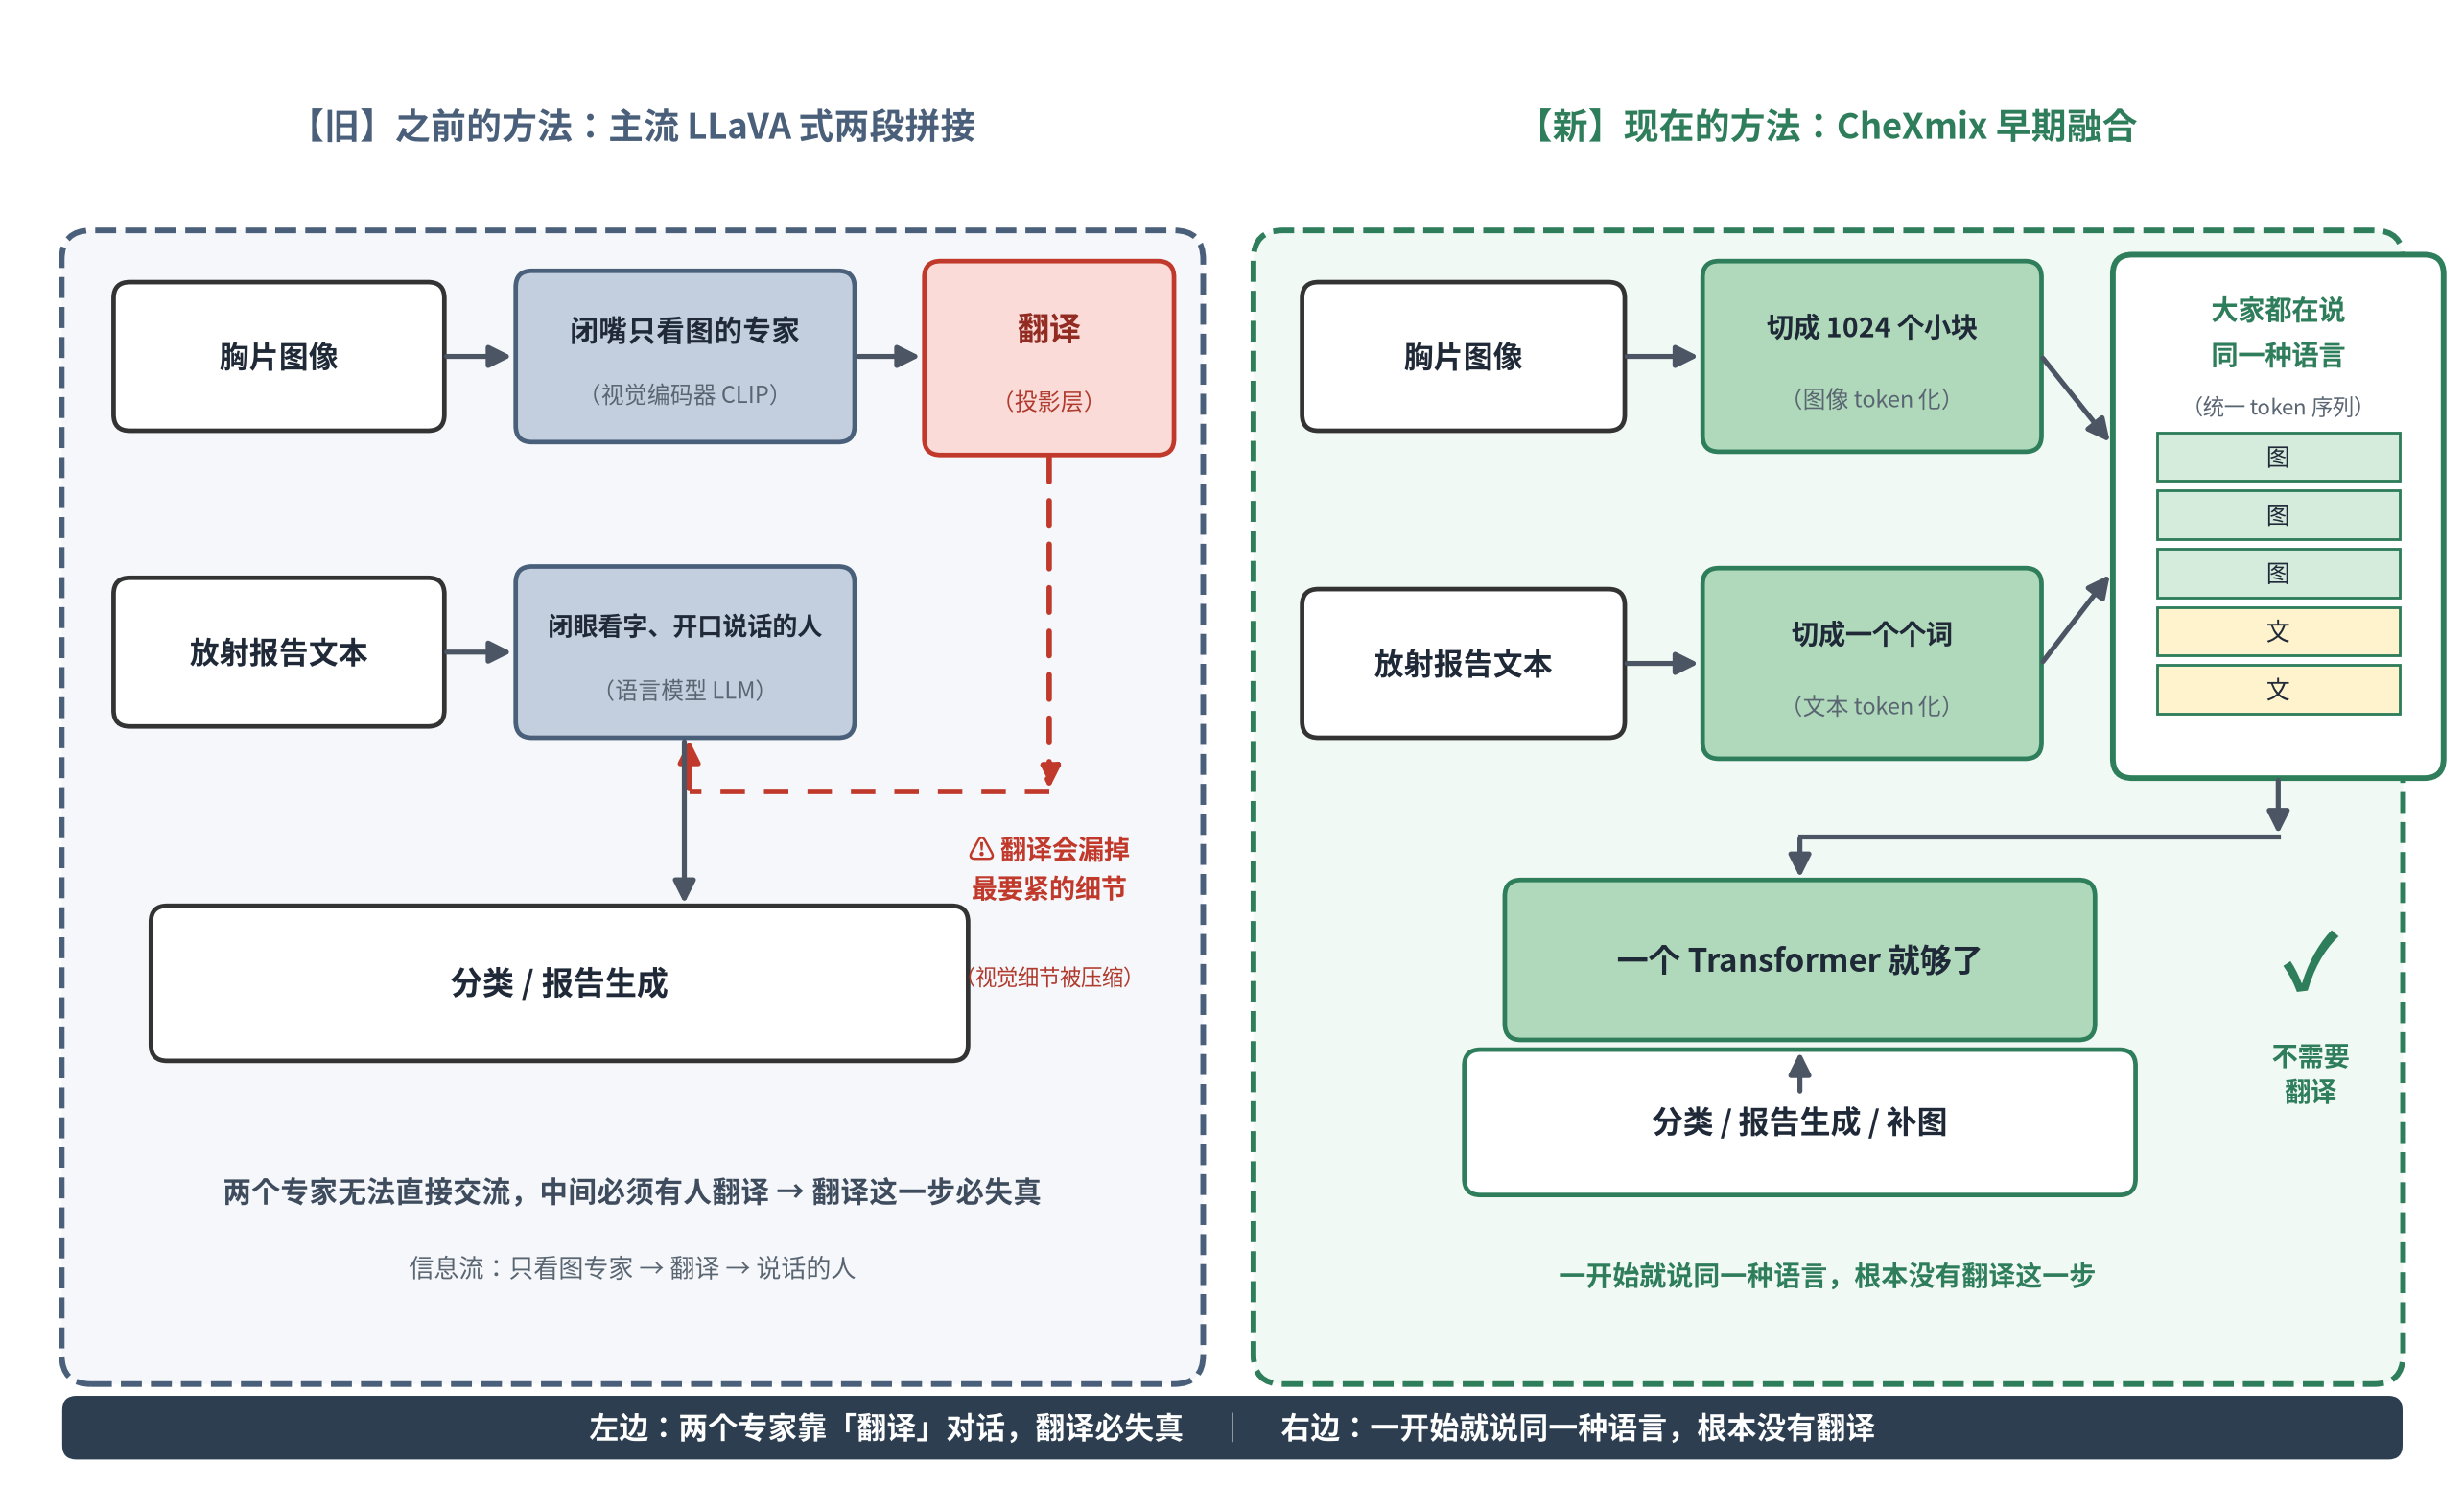 【旧】之前的方法：主流 LLaVA 式两段拼接
胸片图像
闭嘴只看图的专家
（视觉编码器 CLIP）
翻译
（投影层）
放射报告文本
闭眼看字、开口说话的人
（语言模型 LLM）
⚠ 翻译会漏掉
最要紧的细节
（视觉细节被压缩）
分类 / 报告生成
两个专家无法直接交流，中间必须有人翻译 → 翻译这一步必失真
信息流：只看图专家 → 翻译 → 说话的人
【新】现在的方法：CheXmix 早期融合
胸片图像
切成 1024 个小块
（图像 token 化）
大家都在说
同一种语言
（统一 token 序列）
图
图
图
文
文
放射报告文本
切成一个个词
（文本 token 化）
一个 Transformer 就够了
✓
不需要
翻译
分类 / 报告生成 / 补图
一开始就说同一种语言，根本没有翻译这一步
左边：两个专家靠「翻译」对话，翻译必失真 ｜ 右边：一开始就说同一种语言，根本没有翻译